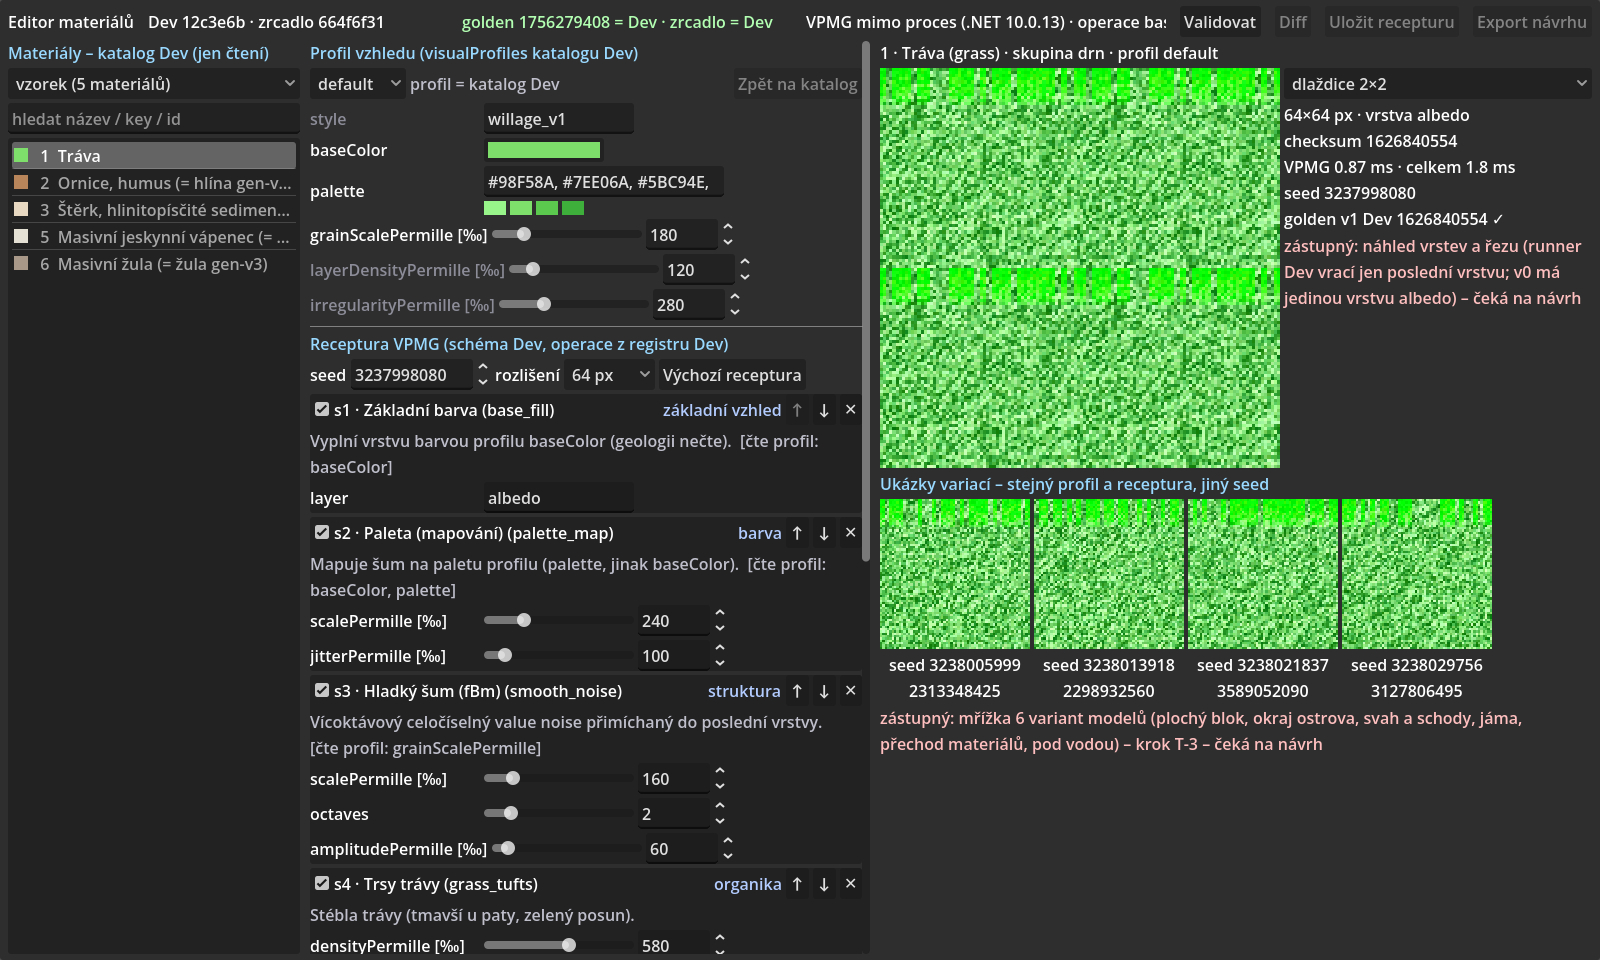 Editor materiálů Dev 12c3e6b · zrcadlo 664f6f31 golden 1756279408 = Dev · zrcadlo = Dev VPMG mimo proces (.NET 10.0.13) · operace bas Validovat Diff Uložit recepturu Export návrhu
Materiály – katalog Dev (jen čtení)
vzorek (5 materiálů)
hledat název / key / id
1 Tráva
2 Ornice, humus (= hlína gen-v...
3 Štěrk, hlinitopísčité sedimen...
5 Masivní jeskynní vápenec (= ...
6 Masivní žula (= žula gen-v3)
Profil vzhledu (visualProfiles katalogu Dev)
default profil = katalog Dev Zpět na katalog
style willage_v1
baseColor
palette #98F58A, #7EE06A, #5BC94E,
grainScalePermille [‰] 180
layerDensityPermille [‰] 120
irregularityPermille [‰] 280
Receptura VPMG (schéma Dev, operace z registru Dev)
seed 3237998080 rozlišení 64 px Výchozí receptura
s1 · Základní barva (base_fill) základní vzhled ↑ ↓ ✕
Vyplní vrstvu barvou profilu baseColor (geologii nečte). [čte profil:
baseColor]
layer albedo
s2 · Paleta (mapování) (palette_map) barva ↑ ↓ ✕
Mapuje šum na paletu profilu (palette, jinak baseColor). [čte profil:
baseColor, palette]
scalePermille [‰] 240
jitterPermille [‰] 100
s3 · Hladký šum (fBm) (smooth_noise) struktura ↑ ↓ ✕
Vícoktávový celočíselný value noise přimíchaný do poslední vrstvy.
[čte profil: grainScalePermille]
scalePermille [‰] 160
octaves 2
amplitudePermille [‰] 60
s4 · Trsy trávy (grass_tufts) organika ↑ ↓ ✕
Stébla trávy (tmavší u paty, zelený posun).
densityPermille [‰] 580
1 · Tráva (grass) · skupina drn · profil default
dlaždice 2×2
64×64 px · vrstva albedo
checksum 1626840554
VPMG 0.87 ms · celkem 1.8 ms
seed 3237998080
golden v1 Dev 1626840554 ✓
zástupný: náhled vrstev a řezu (runner
Dev vrací jen poslední vrstvu; v0 má
jedinou vrstvu albedo) – čeká na návrh
Ukázky variací – stejný profil a receptura, jiný seed
seed 3238005999 seed 3238013918 seed 3238021837 seed 3238029756
2313348425 2298932560 3589052090 3127806495
zástupný: mřížka 6 variant modelů (plochý blok, okraj ostrova, svah a schody, jáma,
přechod materiálů, pod vodou) – krok T-3 – čeká na návrh